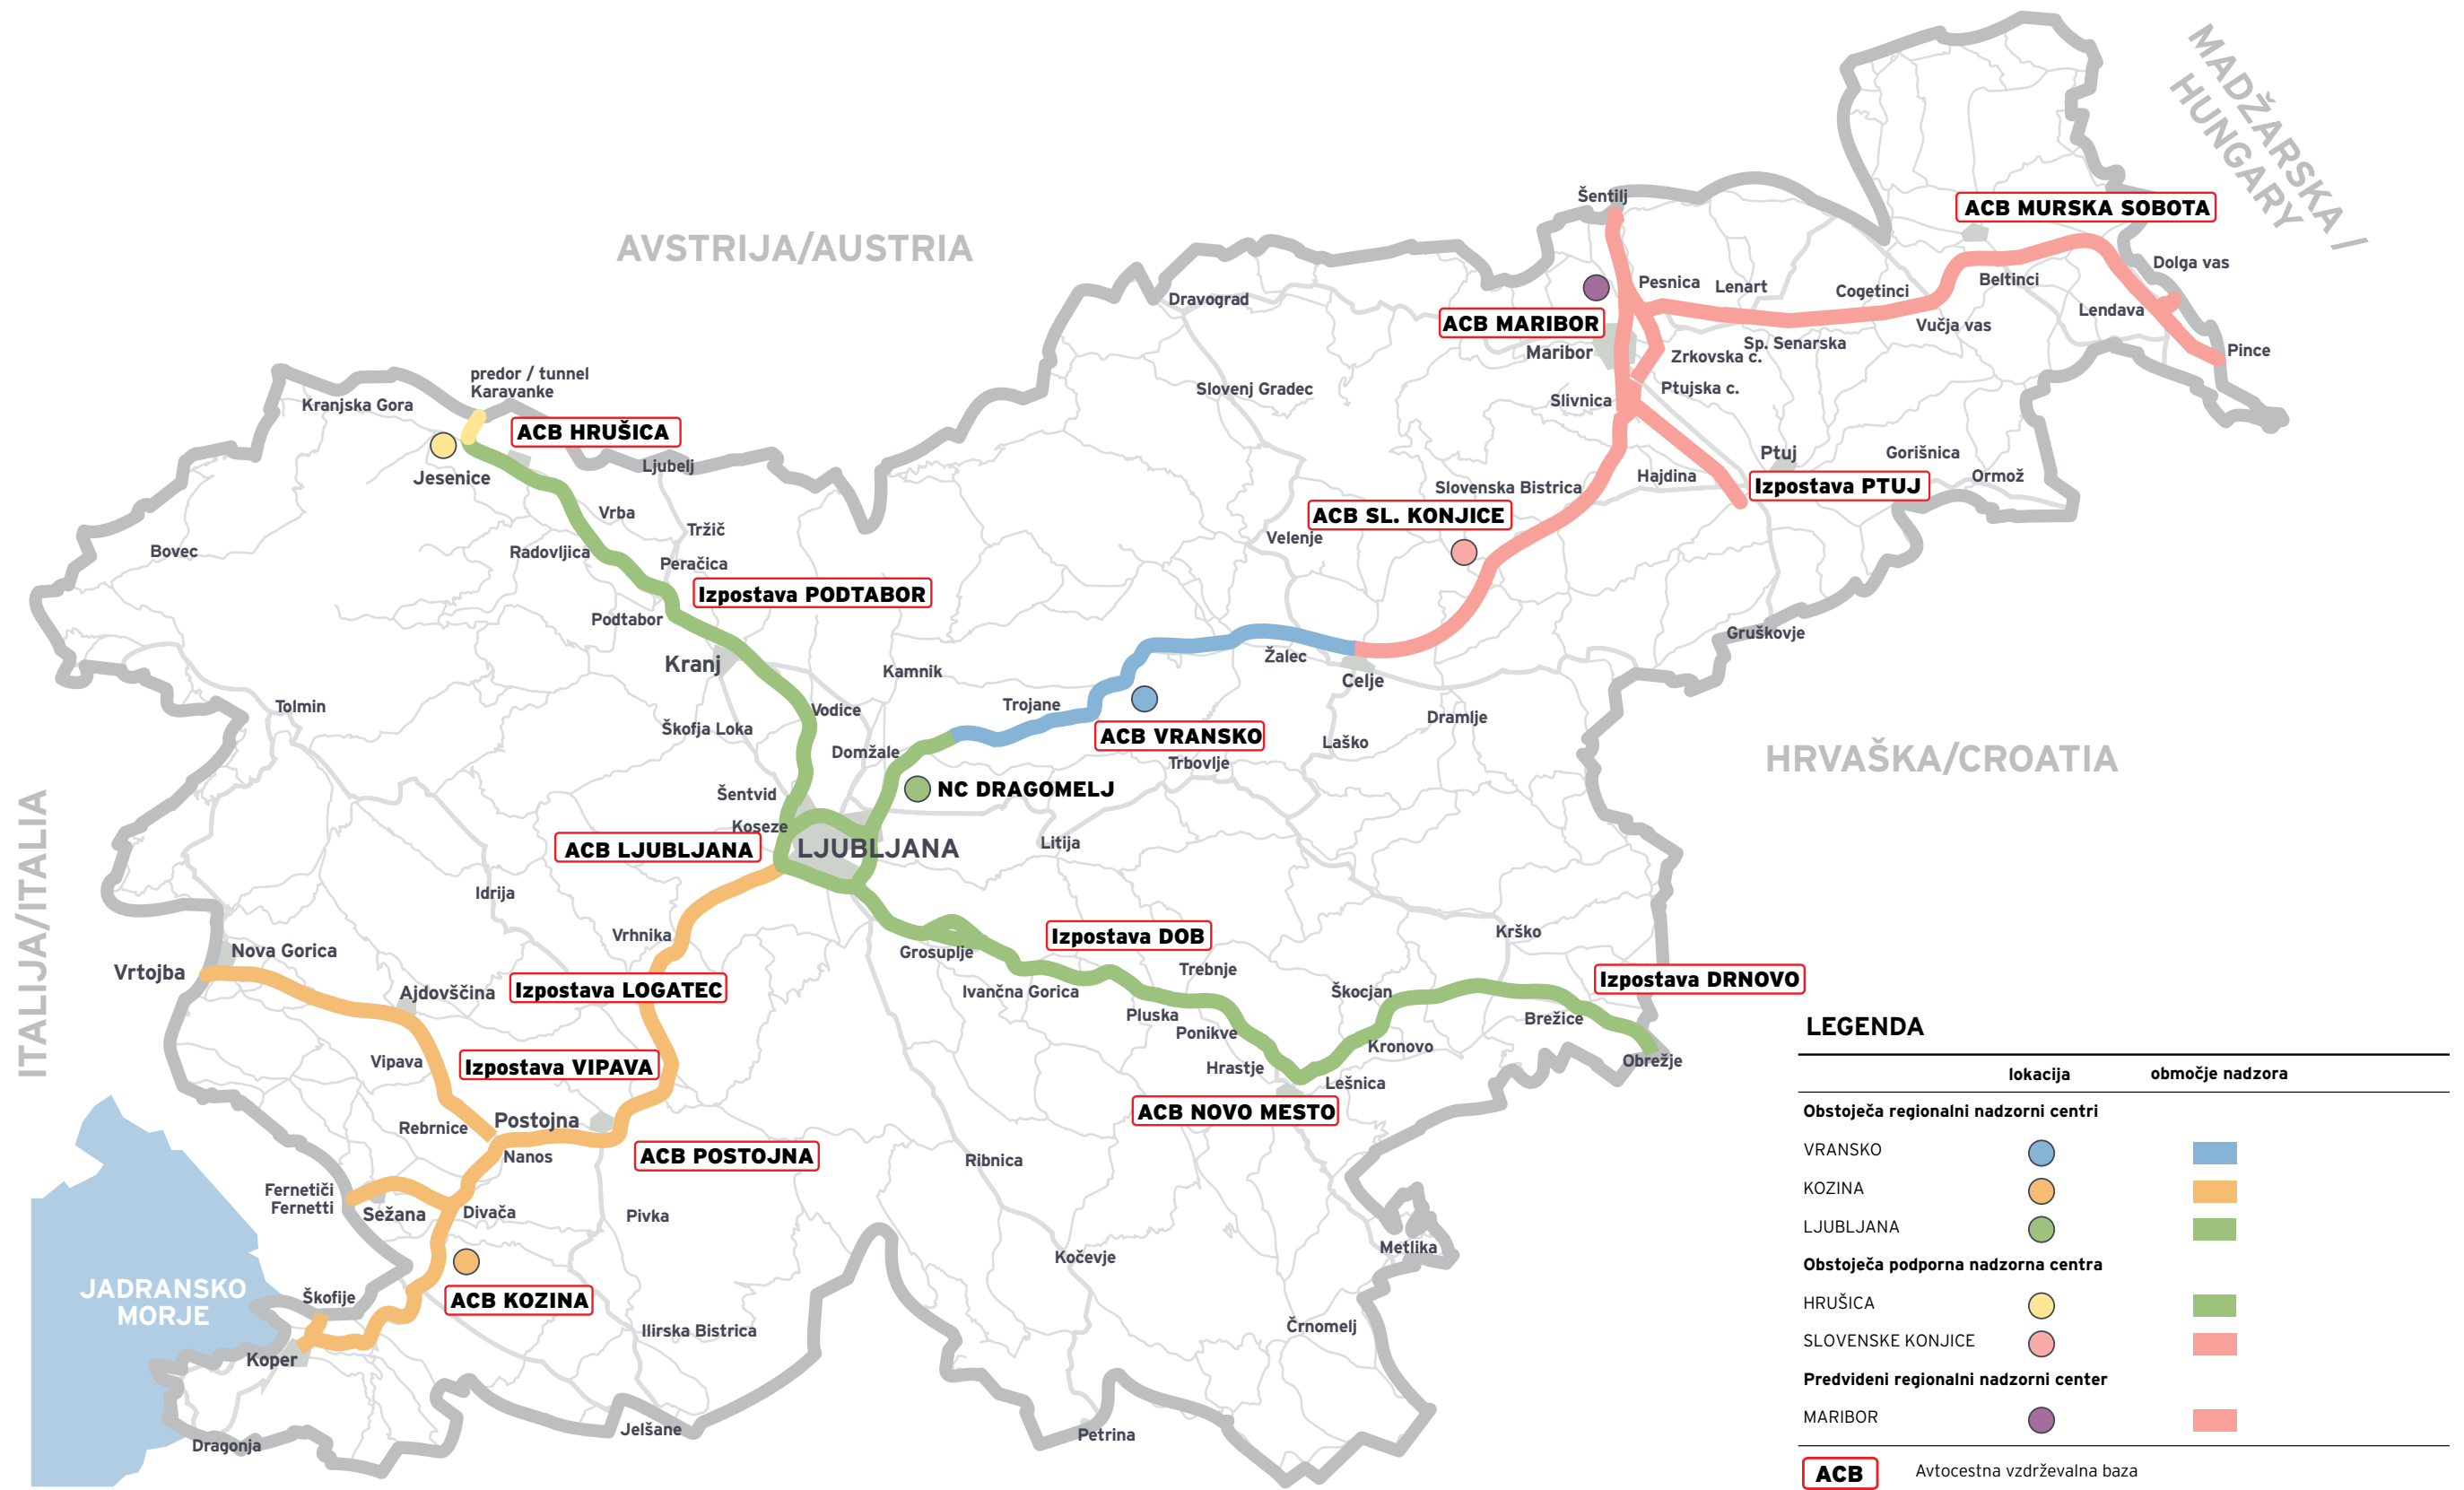 MADŽARSKA /
HUNGARY
Šentilj
ACB MURSKA SOBOTA
AVSTRIJA/AUSTRIA
Dolga vas
Pesnica
Lenart
Beltinci
Cogetinci
Dravograd
Lendava
ACB MARIBOR
Vučja vas
Sp. Senarska
Maribor
Zrkovska c.
Pince
predor / tunnel
Karavanke
Slovenj Gradec
Ptujska c.
Slivnica
Kranjska Gora
ACB HRUŠICA
Ptuj
Gorišnica
Ljubelj
Jesenice
Hajdina
Ormož
Slovenska Bistrica
Izpostava PTUJ
Vrba
ACB SL. KONJICE
Tržič
Velenje
Bovec
Radovljica
Peračica
Izpostava PODTABOR
Podtabor
Gruškovje
Žalec
Kranj
Kamnik
Celje
Tolmin
Trojane
Vodice
Dramlje
Škofja Loka
ACB VRANSKO
Laško
Domžale
Trbovlje
HRVAŠKA/CROATIA
NC DRAGOMELJ
Šentvid
Koseze
Litija
ACB LJUBLJANA
LJUBLJANA
ITALIJA/ITALIA
Idrija
Vrhnika
Izpostava DOB
Krško
Nova Gorica
Grosuplje
Vrtojba
Trebnje
Izpostava DRNOVO
Ajdovščina
Izpostava LOGATEC
Ivančna Gorica
Škocjan
Pluska
Brežice
Ponikve
Kronovo
Vipava
Izpostava VIPAVA
Hrastje
Obrežje
Lešnica
ACB NOVO MESTO
Postojna
Rebrnice
ACB POSTOJNA
Nanos
Ribnica
Fernetiči
Fernetti
Sežana
Divača
Pivka
Metlika
Kočevje
JADRANSKO
MORJE
Škofije
ACB KOZINA
Črnomelj
Ilirska Bistrica
Koper
Jelšane
Petrina
Dragonja
LEGENDA
lokacija
območje nadzora
Obstoječa regionalni nadzorni centri
VRANSKO
KOZINA
LJUBLJANA
Obstoječa podporna nadzorna centra
HRUŠICA
SLOVENSKE KONJICE
Predvideni regionalni nadzorni center
MARIBOR
ACB
Avtocestna vzdrževalna baza